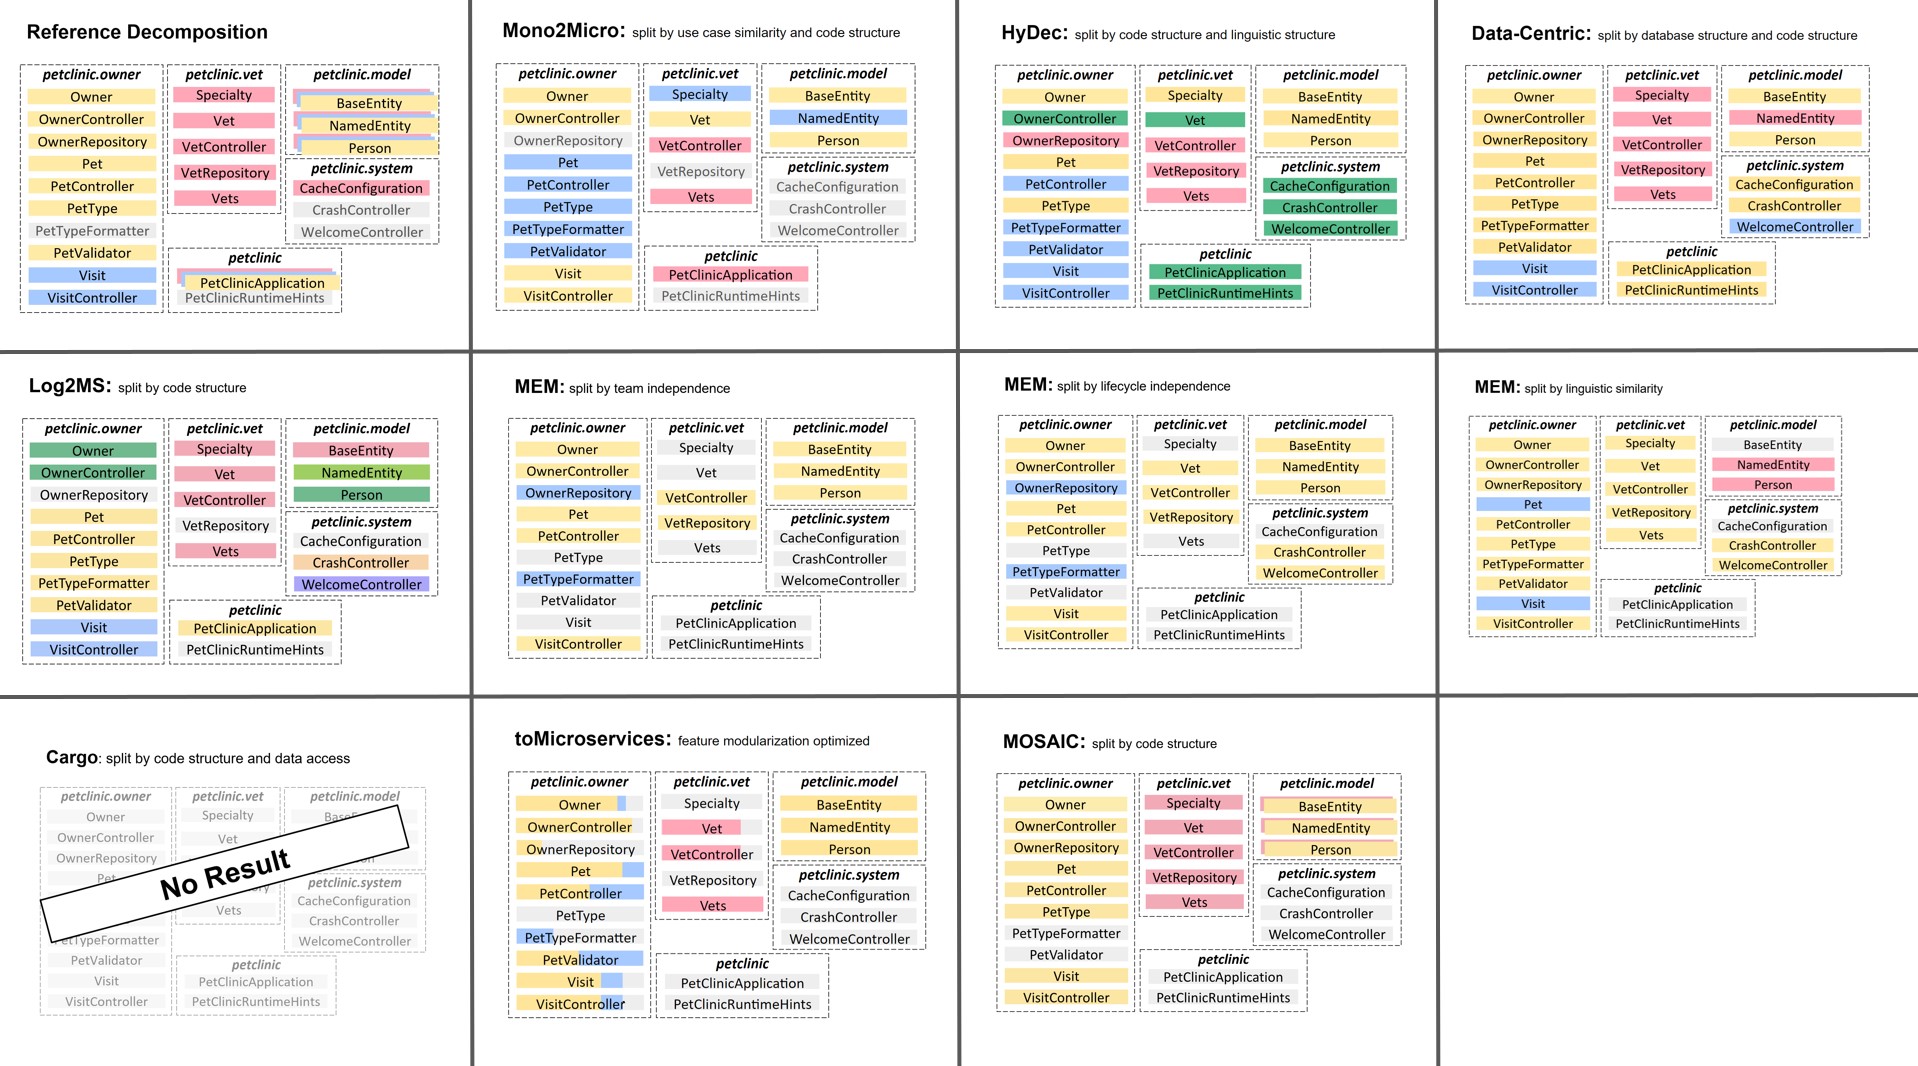 Reference Decomposition
petclinic.owner
Owner
OwnerController
OwnerRepository
Pet
PetController
PetType
PetTypeFormatter
PetValidator
Visit
VisitController
petclinic.vet
Specialty
Vet
VetController
VetRepository
Vets
petclinic.model
BaseEntity
NamedEntity
Person
petclinic.system
CacheConfiguration
CrashController
WelcomeController
petclinic
PetClinicApplication
PetClinicRuntimeHints
Mono2Micro: split by use case similarity and code structure
petclinic.owner
Owner
OwnerController
OwnerRepository
Pet
PetController
PetType
PetTypeFormatter
PetValidator
Visit
VisitController
petclinic.vet
Specialty
Vet
VetController
VetRepository
Vets
petclinic.model
BaseEntity
NamedEntity
Person
petclinic.system
CacheConfiguration
CrashController
WelcomeController
petclinic
PetClinicApplication
PetClinicRuntimeHints
HyDec: split by code structure and linguistic structure
petclinic.owner
Owner
OwnerController
OwnerRepository
Pet
PetController
PetType
PetTypeFormatter
PetValidator
Visit
VisitController
petclinic.vet
Specialty
Vet
VetController
VetRepository
Vets
petclinic.model
BaseEntity
NamedEntity
Person
petclinic.system
CacheConfiguration
CrashController
WelcomeController
petclinic
PetClinicApplication
PetClinicRuntimeHints
Data-Centric: split by database structure and code structure
petclinic.owner
Owner
OwnerController
OwnerRepository
Pet
PetController
PetType
PetTypeFormatter
PetValidator
Visit
VisitController
petclinic.vet
Specialty
Vet
VetController
VetRepository
Vets
petclinic.model
BaseEntity
NamedEntity
Person
petclinic.system
CacheConfiguration
CrashController
WelcomeController
petclinic
PetClinicApplication
PetClinicRuntimeHints
Log2MS: split by code structure
petclinic.owner
Owner
OwnerController
OwnerRepository
Pet
PetController
PetType
PetTypeFormatter
PetValidator
Visit
VisitController
petclinic.vet
Specialty
Vet
VetController
VetRepository
Vets
petclinic.model
BaseEntity
NamedEntity
Person
petclinic.system
CacheConfiguration
CrashController
WelcomeController
petclinic
PetClinicApplication
PetClinicRuntimeHints
MEM: split by team independence
petclinic.owner
Owner
OwnerController
OwnerRepository
Pet
PetController
PetType
PetTypeFormatter
PetValidator
Visit
VisitController
petclinic.vet
Specialty
Vet
VetController
VetRepository
Vets
petclinic.model
BaseEntity
NamedEntity
Person
petclinic.system
CacheConfiguration
CrashController
WelcomeController
petclinic
PetClinicApplication
PetClinicRuntimeHints
MEM: split by lifecycle independence
petclinic.owner
Owner
OwnerController
OwnerRepository
Pet
PetController
PetType
PetTypeFormatter
PetValidator
Visit
VisitController
petclinic.vet
Specialty
Vet
VetController
VetRepository
Vets
petclinic.model
BaseEntity
NamedEntity
Person
petclinic.system
CacheConfiguration
CrashController
WelcomeController
petclinic
PetClinicApplication
PetClinicRuntimeHints
MEM: split by linguistic similarity
petclinic.owner
Owner
OwnerController
OwnerRepository
Pet
PetController
PetType
PetTypeFormatter
PetValidator
Visit
VisitController
petclinic.vet
Specialty
Vet
VetController
VetRepository
Vets
petclinic.model
BaseEntity
NamedEntity
Person
petclinic.system
CacheConfiguration
CrashController
WelcomeController
petclinic
PetClinicApplication
PetClinicRuntimeHints
Cargo: split by code structure and data access
petclinic.owner
Owner
OwnerController
OwnerRepository
PetValidator
Visit
VisitController
petclinic.vet
Specialty
Vet
Vets
petclinic.model
petclinic.system
CacheConfiguration
CrashController
WelcomeController
petclinic
PetClinicApplication
PetClinicRuntimeHints
No Result
toMicroservices: feature modularization optimized
petclinic.owner
Owner
OwnerController
OwnerRepository
Pet
PetController
PetType
PetTypeFormatter
PetValidator
Visit
VisitController
petclinic.vet
Specialty
Vet
VetController
VetRepository
Vets
petclinic.model
BaseEntity
NamedEntity
Person
petclinic.system
CacheConfiguration
CrashController
WelcomeController
petclinic
PetClinicApplication
PetClinicRuntimeHints
MOSAIC: split by code structure
petclinic.owner
Owner
OwnerController
OwnerRepository
Pet
PetController
PetType
PetTypeFormatter
PetValidator
Visit
VisitController
petclinic.vet
Specialty
Vet
VetController
VetRepository
Vets
petclinic.model
BaseEntity
NamedEntity
Person
petclinic.system
CacheConfiguration
CrashController
WelcomeController
petclinic
PetClinicApplication
PetClinicRuntimeHints